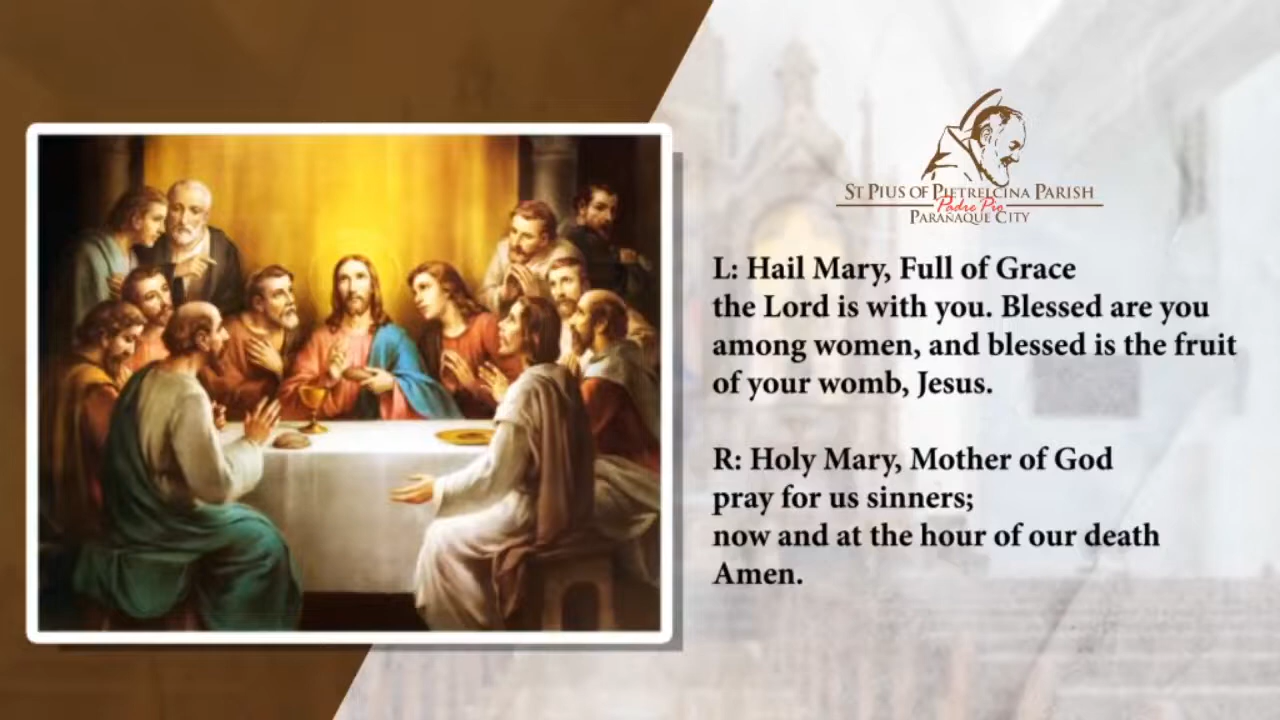 ST PIUS OF PIETRELCINA PARISH
Padre Pio
PARAÑAQUE CITY
L: Hail Mary, Full of Grace
the Lord is with you. Blessed are you
among women, and blessed is the fruit
of your womb, Jesus.
R: Holy Mary, Mother of God
pray for us sinners;
now and at the hour of our death
Amen.